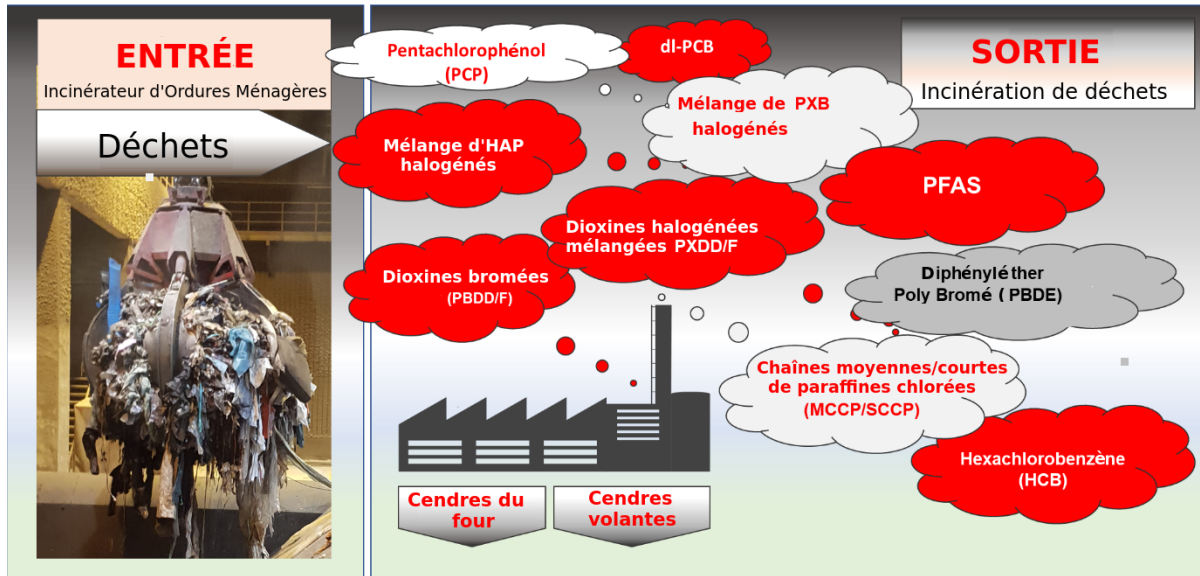 ENTRÉE
Incinérateur d'Ordures Ménagères
Déchets
Pentachlorophénol
(PCP)
dl-PCB
SORTIE
Incinération de déchets
Mélange de PXB
halogénés
Mélange d'HAP
halogénés
PFAS
Dioxines halogénées
mélangées PXDD/F
Dioxines bromées
(PBDD/F)
Diphényléther
Poly Bromé ( PBDE)
Chaînes moyennes/courtes
de paraffines chlorées
(MCCP/SCCP)
Hexachlorobenzène
(HCB)
Cendres du
four
Cendres
volantes